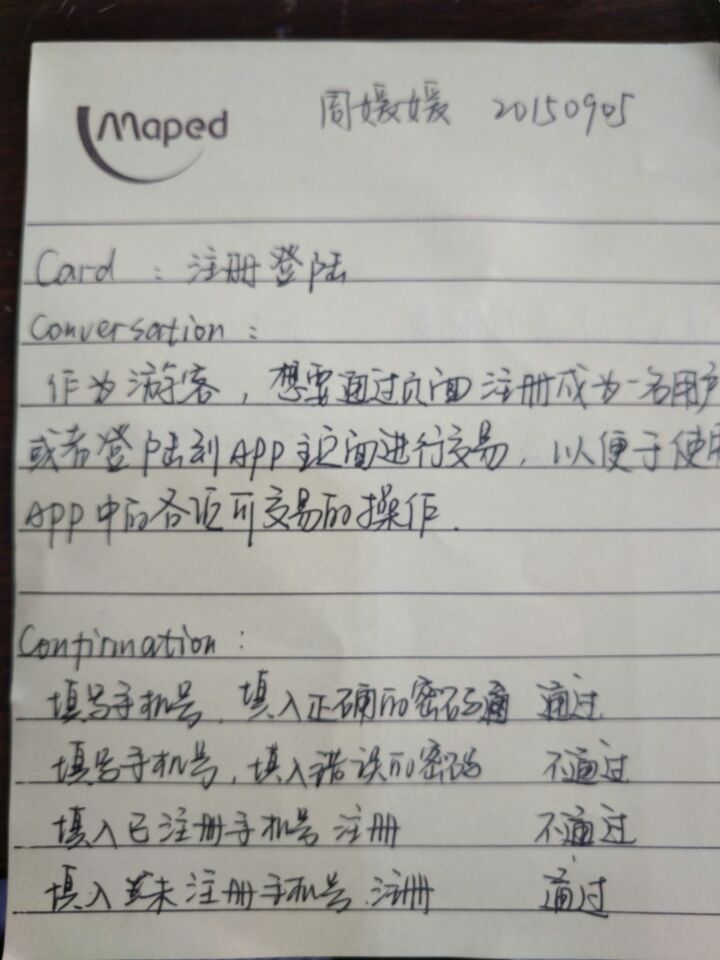 Maped
周媛媛 20150905
Card : 注册登陆
Conversation :
作为游客，想要通过页面注册成为一名用户
或者登陆到APP主页面进行交易，以便于使用
APP中的各项可交易的操作.
Confirmation :
填写手机号，填入正确的密码 通过
填写手机号，填入错误的密码 不通过
填入已注册手机号 注册 不通过
填入未注册手机号.注册 通过